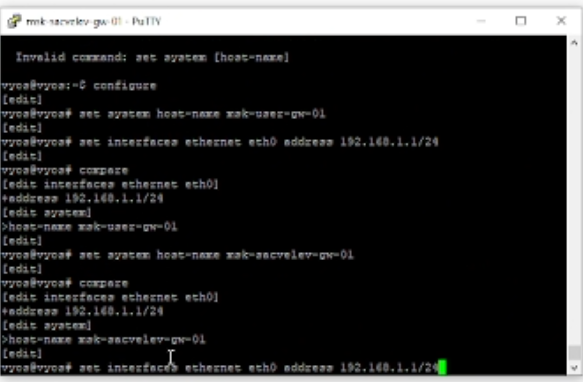 msk-sacvelev-gw-01 - PuTTY
Invalid command: set system [host-name]
vyos@vyos:~$ configure
[edit]
vyos@vyos# set system host-name msk-user-gw-01
[edit]
vyos@vyos# set interfaces ethernet eth0 address 192.168.1.1/24
[edit]
vyos@vyos# compare
[edit interfaces ethernet eth0]
+address 192.168.1.1/24
[edit system]
>host-name msk-user-gw-01
[edit]
vyos@vyos# set system host-name msk-sacvelev-gw-01
[edit]
vyos@vyos# compare
[edit interfaces ethernet eth0]
+address 192.168.1.1/24
[edit system]
>host-name msk-sacvelev-gw-01
[edit]
vyos@vyos# set interfaces ethernet eth0 address 192.168.1.1/24